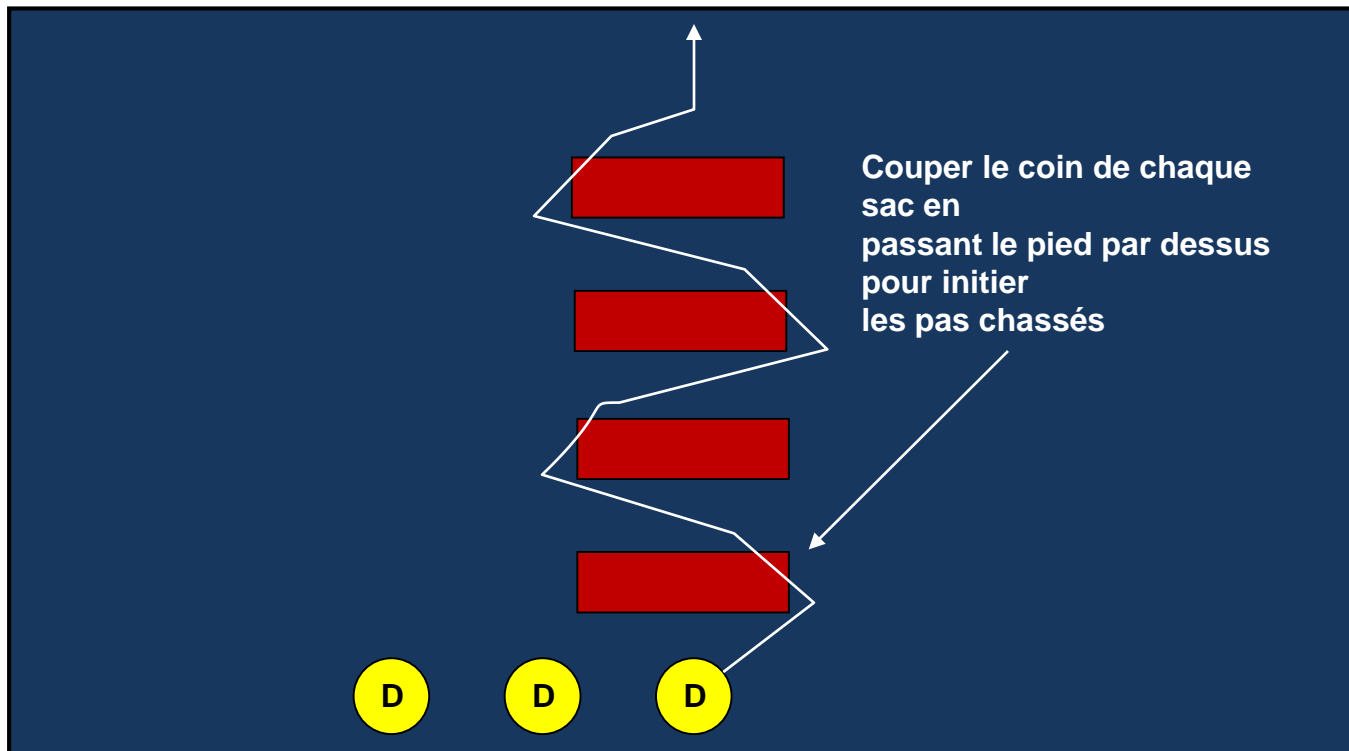 Couper le coin de chaque
sac en
passant le pied par dessus
pour initier
les pas chassés
D D D